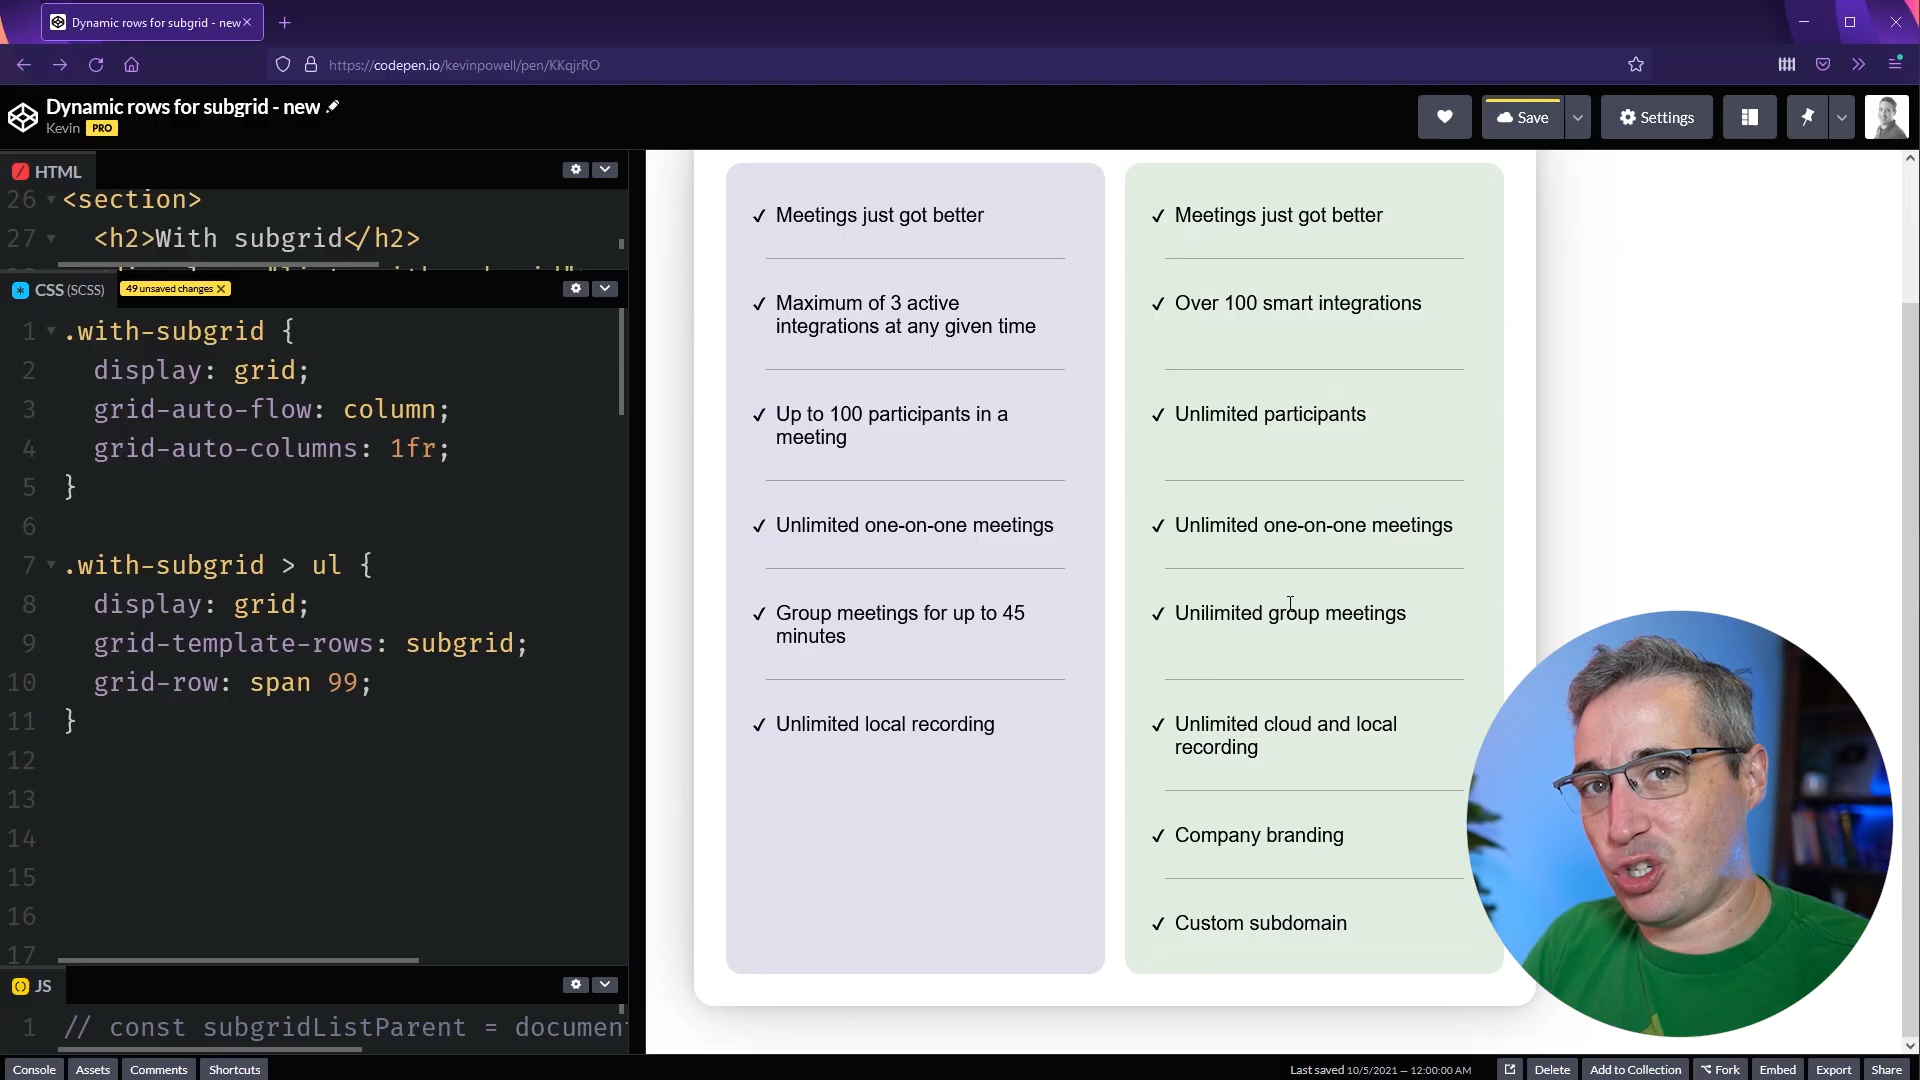 Dynamic rows for subgrid - new
https://codepen.io/kevinpowell/pen/KKqjrRO
Dynamic rows for subgrid - new
Kevin PRO
Save
Settings
HTML
26 <section>
27 <h2>With subgrid</h2>
CSS (SCSS)
49 unsaved changes X
1 .with-subgrid {
2 display: grid;
3 grid-auto-flow: column;
4 grid-auto-columns: 1fr;
5 }
6
7 .with-subgrid > ul {
8 display: grid;
9 grid-template-rows: subgrid;
10 grid-row: span 99;
11 }
12
13
14
15
16
17
JS
1 // const subgridListParent = document
✓ Meetings just got better
✓ Maximum of 3 active
integrations at any given time
✓ Up to 100 participants in a
meeting
✓ Unlimited one-on-one meetings
✓ Group meetings for up to 45
minutes
✓ Unlimited local recording
✓ Meetings just got better
✓ Over 100 smart integrations
✓ Unlimited participants
✓ Unlimited one-on-one meetings
✓ Unilimited group meetings
✓ Unlimited cloud and local
recording
✓ Company branding
✓ Custom subdomain
Console
Assets
Comments
Shortcuts
Last saved 10/5/2021 — 12:00:00 AM
Delete
Add to Collection
Fork
Embed
Export
Share